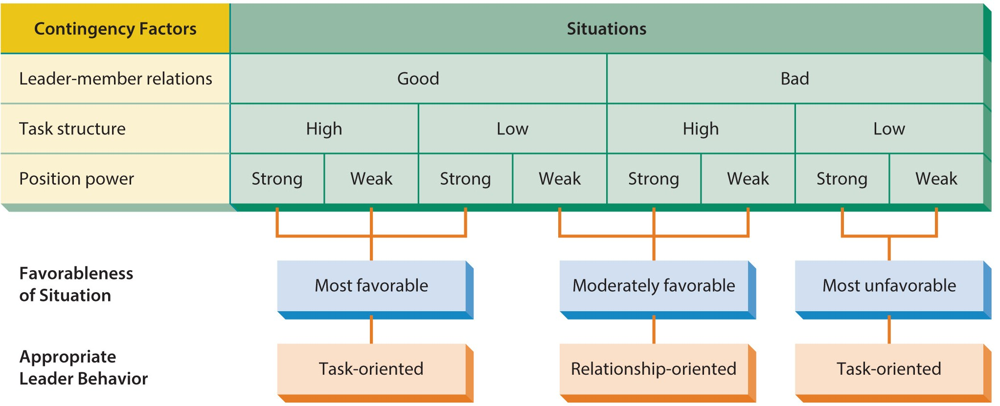 Contingency Factors
Situations
Leader-member relations
Good
Bad
Task structure
High
Low
High
Low
Position power
Strong
Weak
Strong
Weak
Strong
Weak
Strong
Weak
Favorableness
of Situation
Most favorable
Moderately favorable
Most unfavorable
Appropriate
Leader Behavior
Task-oriented
Relationship-oriented
Task-oriented